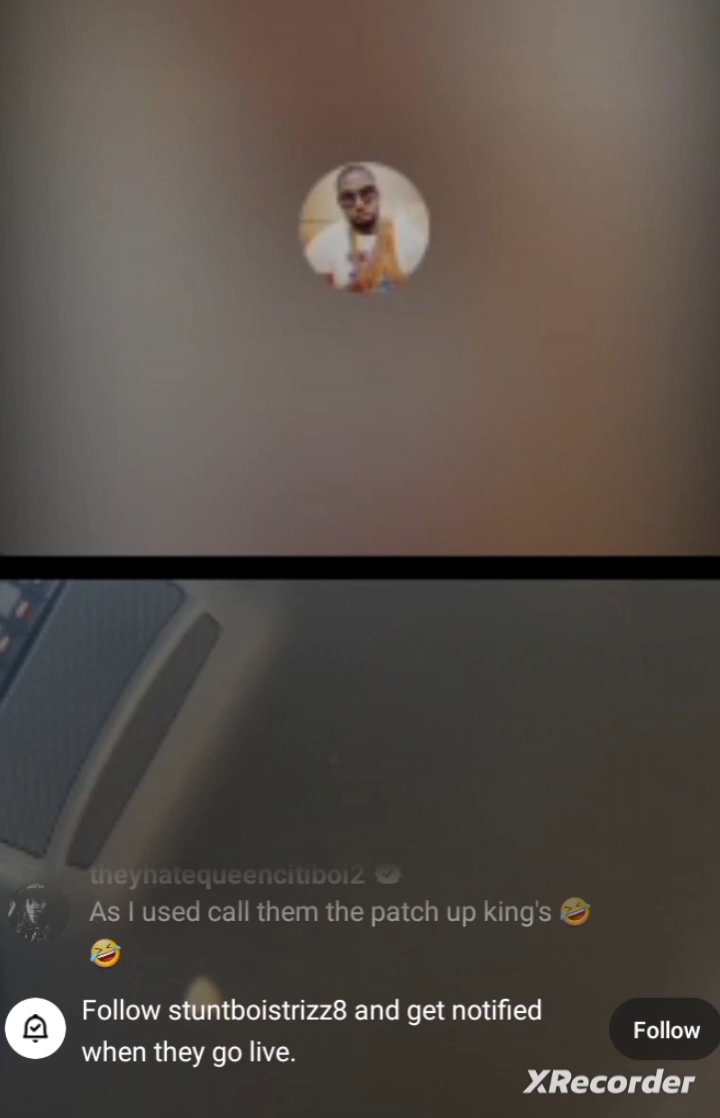 theyhatequeencitiboi2
As I used call them the patch up king's 🤣
🤣
Follow stuntboistrizz8 and get notified
when they go live.
Follow
XRecorder